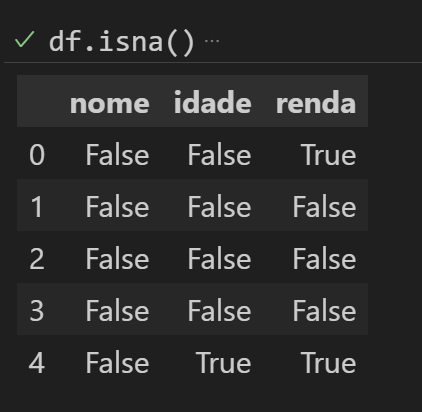 df.isna() ...
nome idade renda
0 False False True
1 False False False
2 False False False
3 False False False
4 False True True